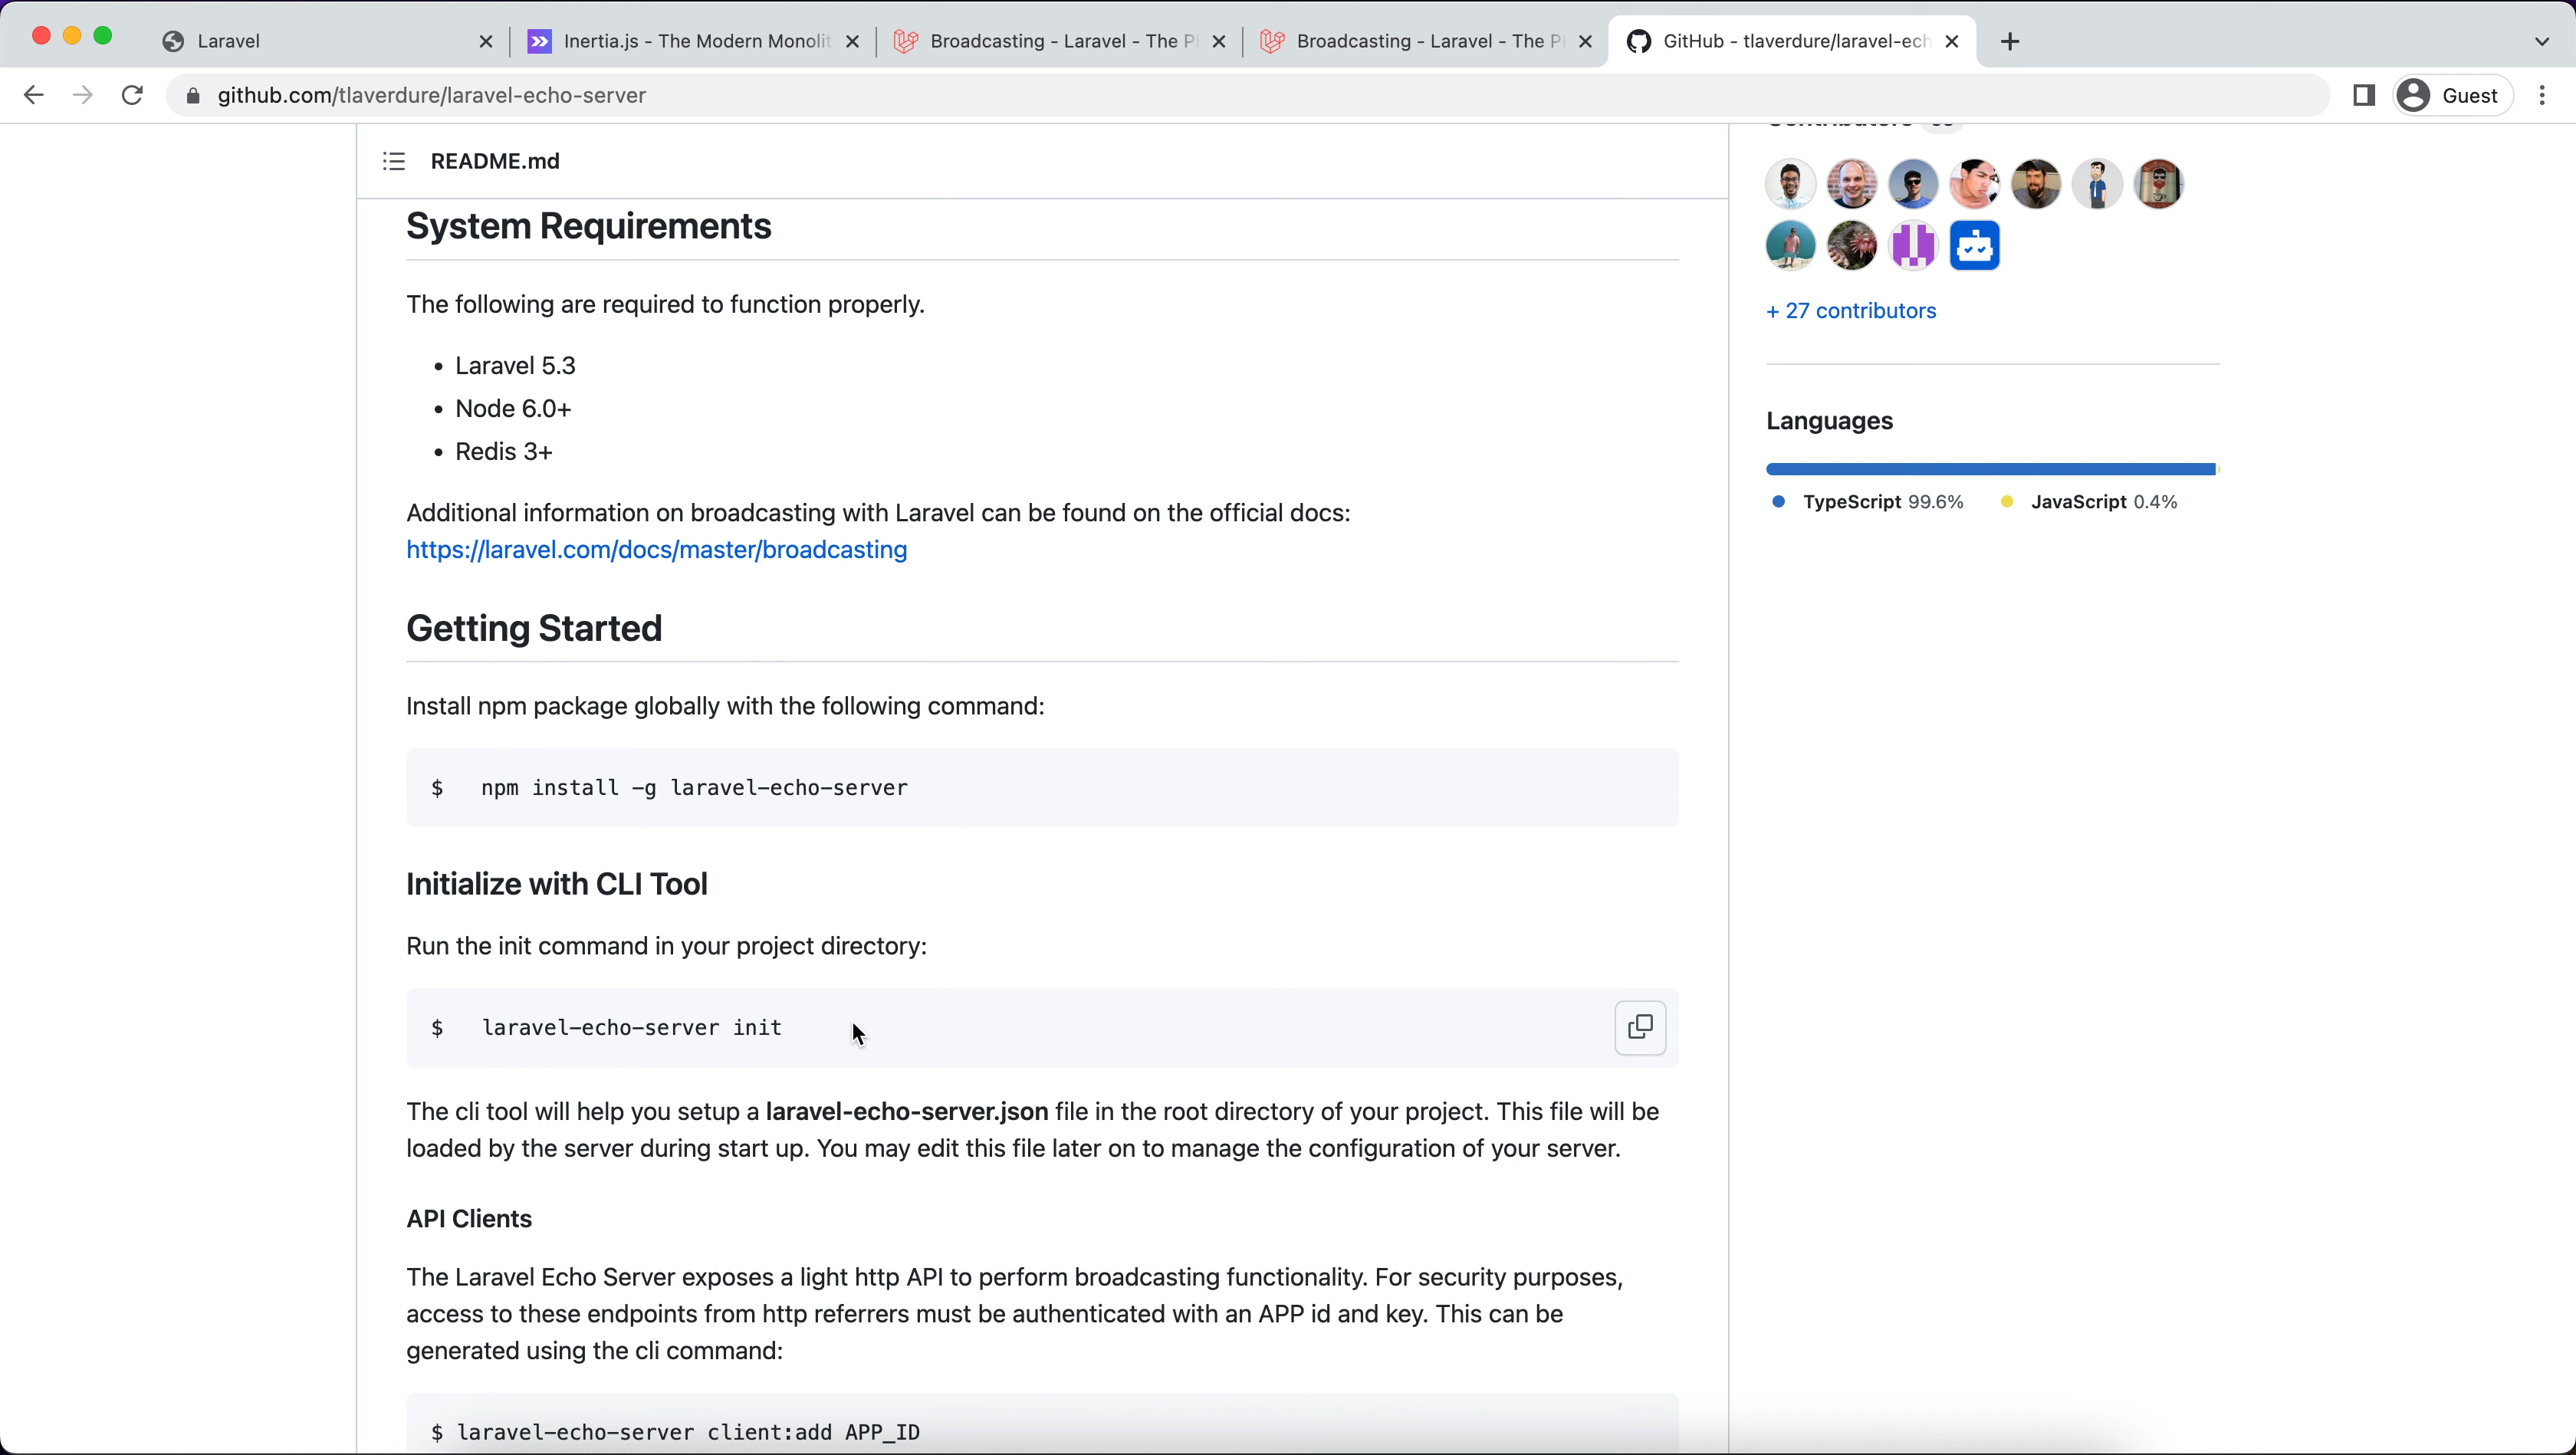 Laravel
Inertia.js - The Modern Monolit
Broadcasting - Laravel - The P
Broadcasting - Laravel - The P
GitHub - tlaverdure/laravel-ech
github.com/tlaverdure/laravel-echo-server
Guest
README.md
System Requirements
The following are required to function properly.
• Laravel 5.3
• Node 6.0+
• Redis 3+
Additional information on broadcasting with Laravel can be found on the official docs:
https://laravel.com/docs/master/broadcasting
Getting Started
Install npm package globally with the following command:
$ npm install -g laravel-echo-server
Initialize with CLI Tool
Run the init command in your project directory:
$ laravel-echo-server init
The cli tool will help you setup a laravel-echo-server.json file in the root directory of your project. This file will be
loaded by the server during start up. You may edit this file later on to manage the configuration of your server.
API Clients
The Laravel Echo Server exposes a light http API to perform broadcasting functionality. For security purposes,
access to these endpoints from http referrers must be authenticated with an APP id and key. This can be
generated using the cli command:
$ laravel-echo-server client:add APP_ID
+ 27 contributors
Languages
TypeScript 99.6% JavaScript 0.4%